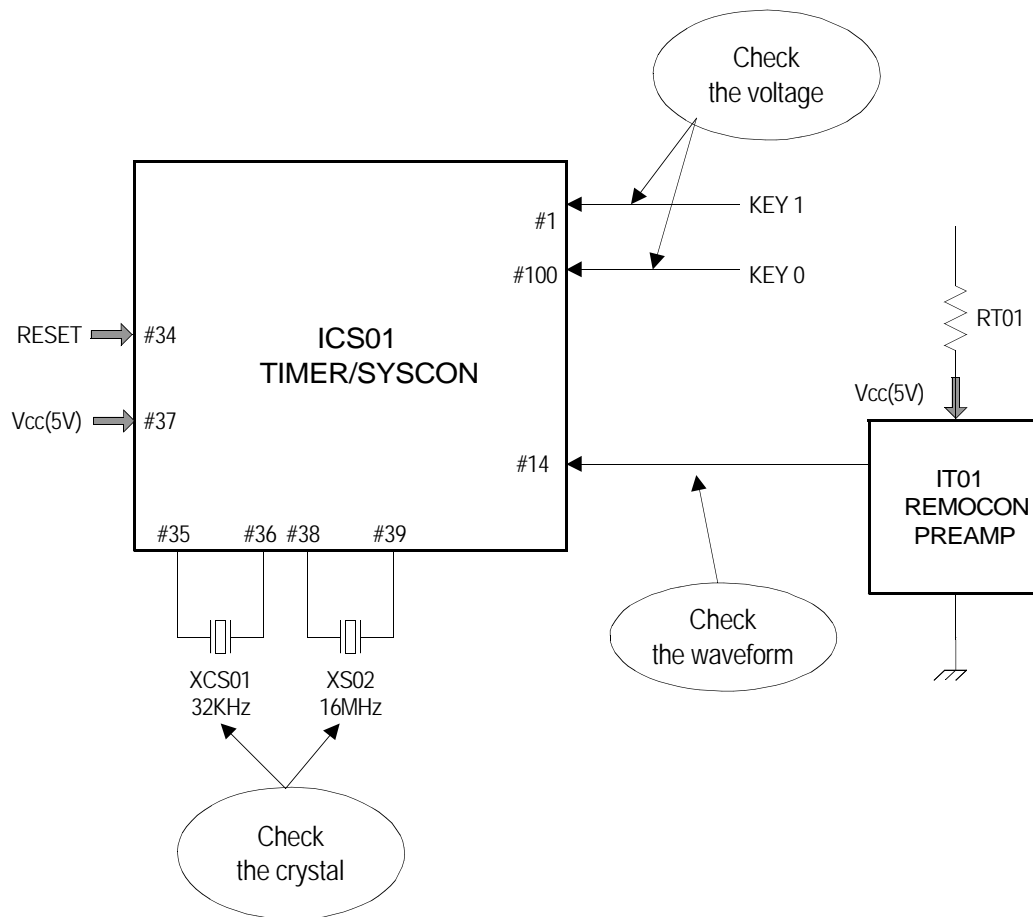 Check
the voltage
#1
KEY 1
#100
KEY 0
RESET
#34
ICS01
TIMER/SYSCON
RT01
Vcc(5V)
#37
Vcc(5V)
#14
IT01
REMOCON
PREAMP
#35
#36
#38
#39
Check
the waveform
XCS01
32KHz
XS02
16MHz
Check
the crystal